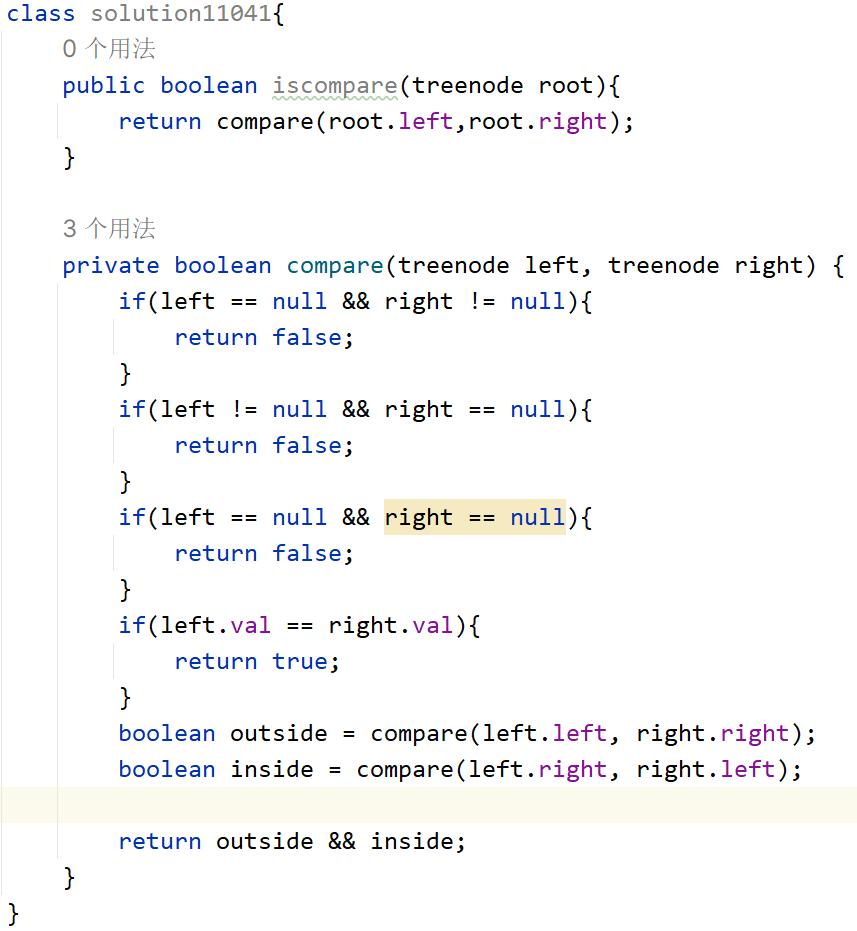 class solution11041{
0 个用法
public boolean iscompare(treenode root){
return compare(root.left,root.right);
}
3 个用法
private boolean compare(treenode left, treenode right) {
if(left == null && right != null){
return false;
}
if(left != null && right == null){
return false;
}
if(left == null && right == null){
return false;
}
if(left.val == right.val){
return true;
}
boolean outside = compare(left.left, right.right);
boolean inside = compare(left.right, right.left);
return outside && inside;
}
}